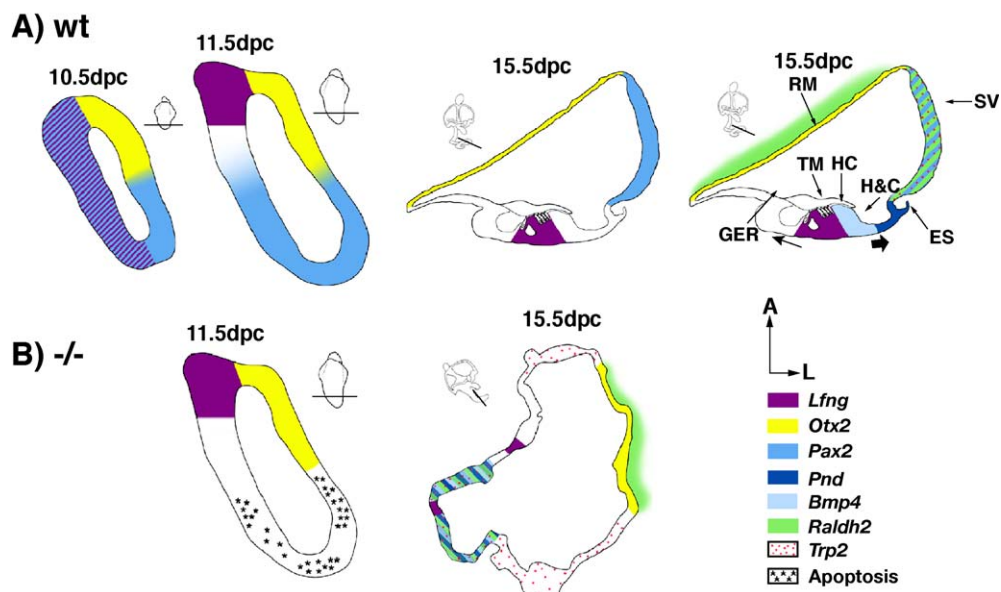 A) wt
10.5dpc
11.5dpc
15.5dpc
15.5dpc
RM
SV
TM HC
H&C
GER
ES
B) -/-
11.5dpc
15.5dpc
A
L
Lfng
Otx2
Pax2
Pnd
Bmp4
Raldh2
Trp2
Apoptosis